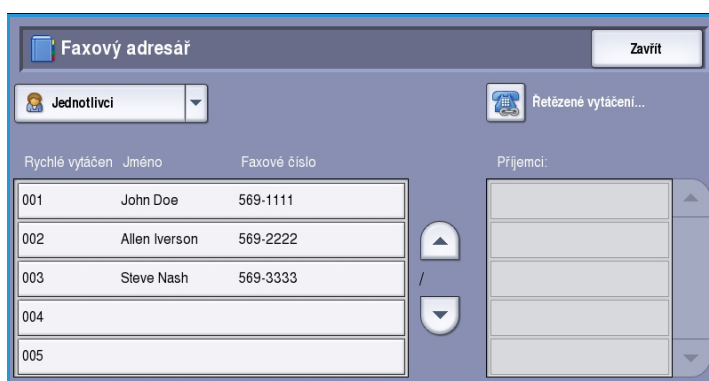 Faxový adresář
Zavřít
Jednotlivci
Řetězené vytáčení...
Rychlé vytáčen Jméno Faxové číslo
Příjemci:
001 John Doe 569-1111
002 Allen Iverson 569-2222
003 Steve Nash 569-3333
/
004
005